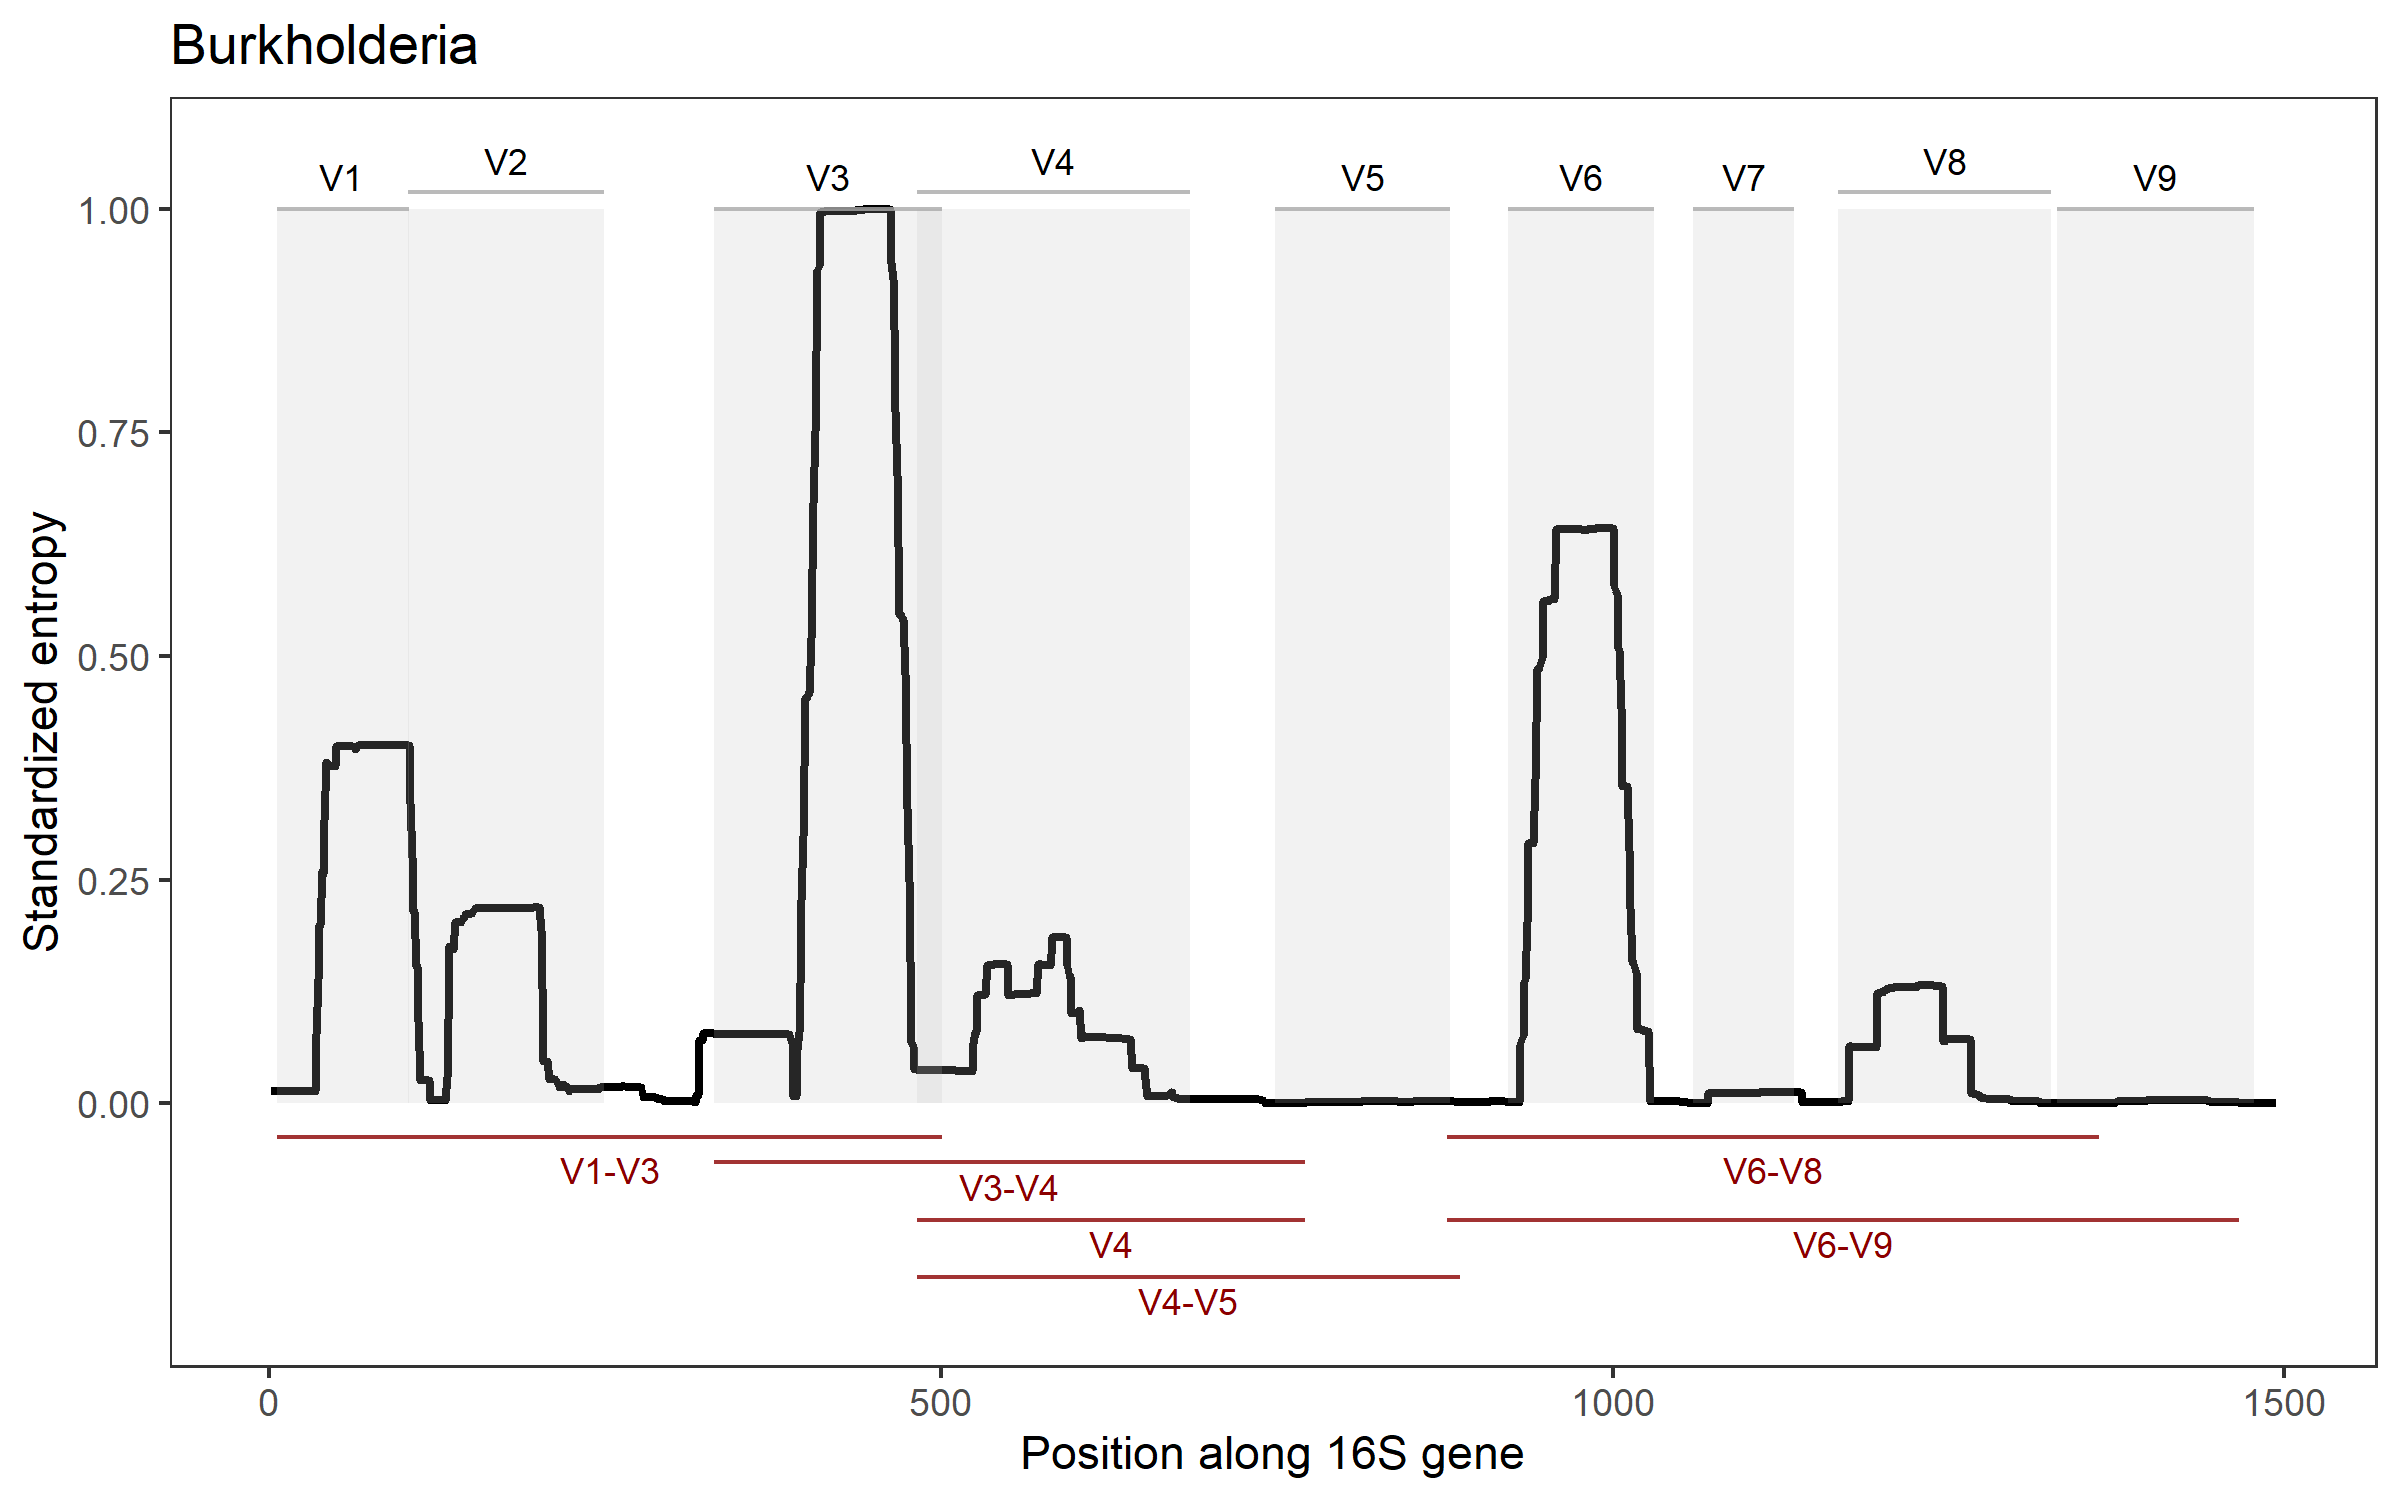 Burkholderia
V1 V2 V3 V4 V5 V6 V7 V8 V9
1.00
0.75
0.50
0.25
0.00
Standardized entropy
V1-V3 V6-V8
V3-V4
V4 V6-V9
V4-V5
0 500 1000 1500
Position along 16S gene